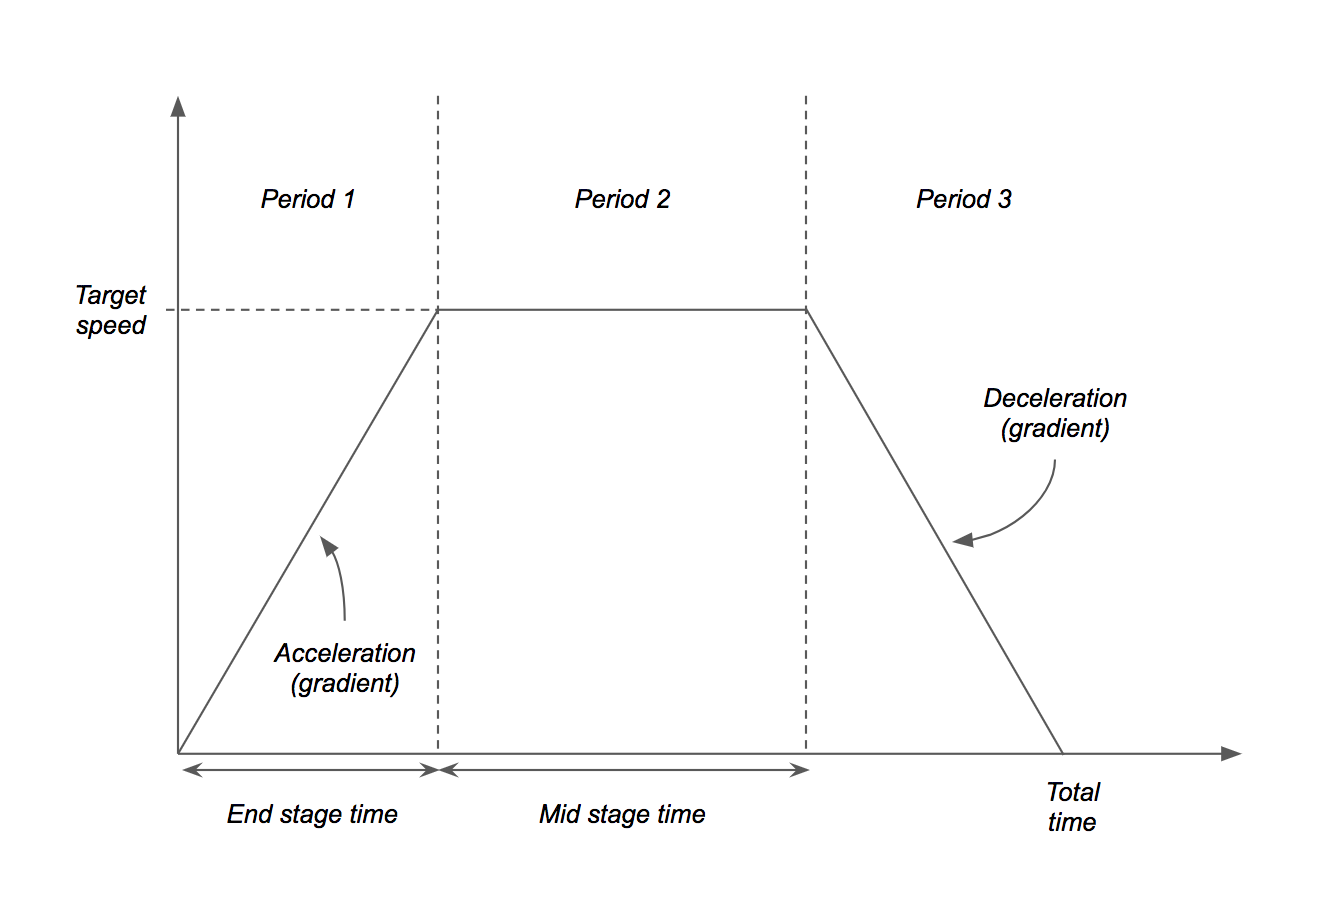 Period 1
Period 2
Period 3
Target
speed
Deceleration
(gradient)
Acceleration
(gradient)
End stage time
Mid stage time
Total
time